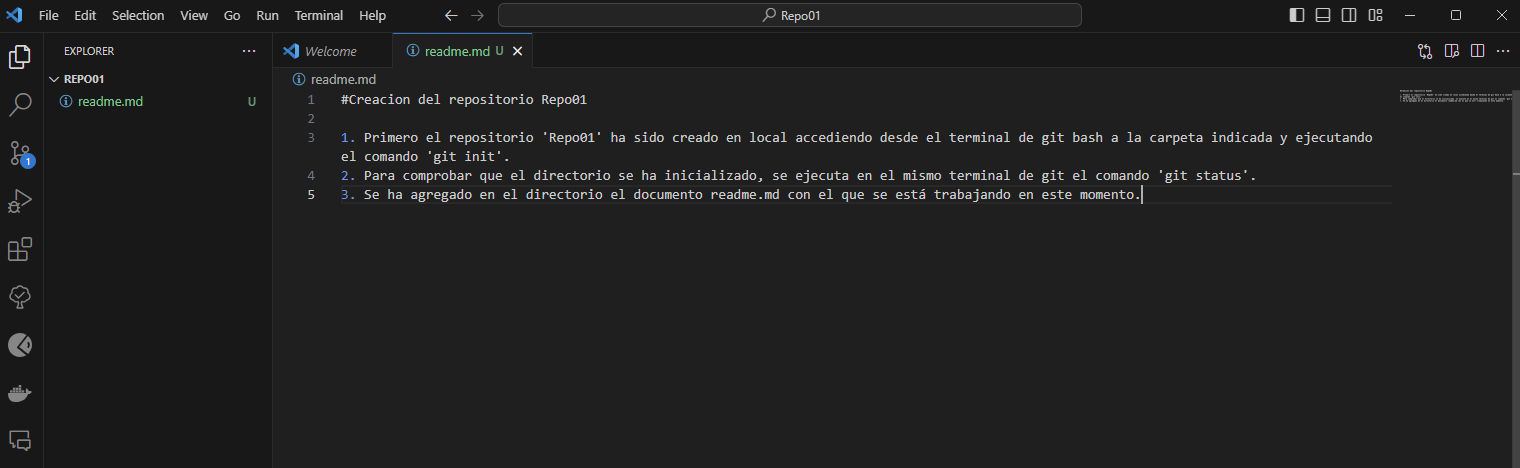 File Edit Selection View Go Run Terminal Help Repo01
EXPLORER ... Welcome readme.md U
REPO01 readme.md
readme.md U
1 #Creacion del repositorio Repo01
2
3 1. Primero el repositorio 'Repo01' ha sido creado en local accediendo desde el terminal de git bash a la carpeta indicada y ejecutando
el comando 'git init'.
4 2. Para comprobar que el directorio se ha inicializado, se ejecuta en el mismo terminal de git el comando 'git status'.
5 3. Se ha agregado en el directorio el documento readme.md con el que se está trabajando en este momento.
1